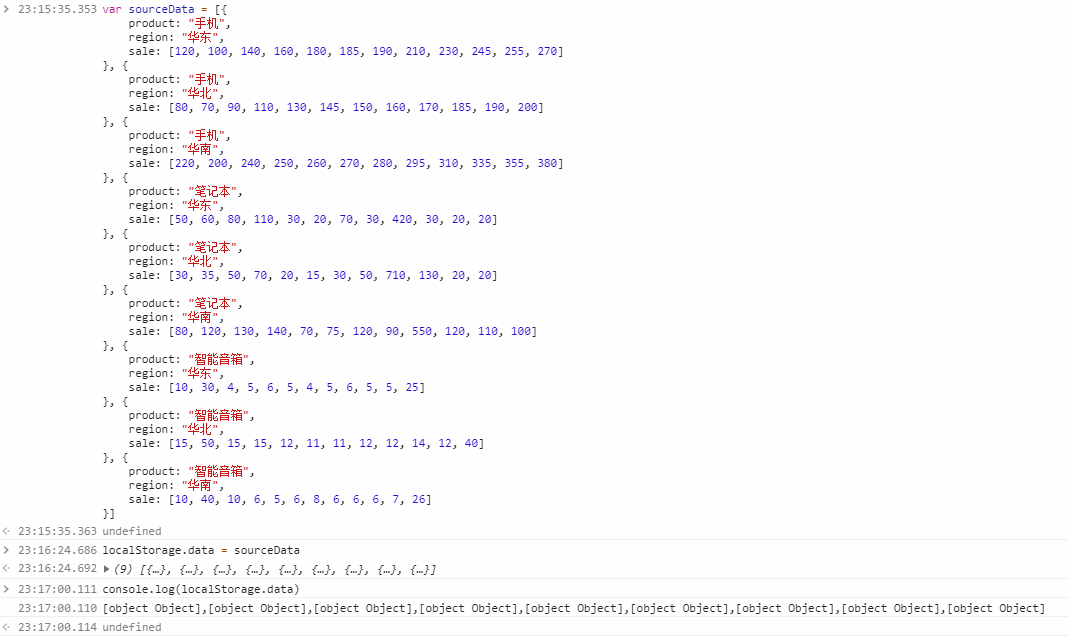 > 23:15:35.353 var sourceData = [{
product: "手机",
region: "华东",
sale: [120, 100, 140, 160, 180, 185, 190, 210, 230, 245, 255, 270]
}, {
product: "手机",
region: "华北",
sale: [80, 70, 90, 110, 130, 145, 150, 160, 170, 185, 190, 200]
}, {
product: "手机",
region: "华南",
sale: [220, 200, 240, 250, 260, 270, 280, 295, 310, 335, 355, 380]
}, {
product: "笔记本",
region: "华东",
sale: [50, 60, 80, 110, 30, 20, 70, 30, 420, 30, 20, 20]
}, {
product: "笔记本",
region: "华北",
sale: [30, 35, 50, 70, 20, 15, 30, 50, 710, 130, 20, 20]
}, {
product: "笔记本",
region: "华南",
sale: [80, 120, 130, 140, 70, 75, 120, 90, 550, 120, 110, 100]
}, {
product: "智能音箱",
region: "华东",
sale: [10, 30, 4, 5, 6, 5, 4, 5, 6, 5, 5, 25]
}, {
product: "智能音箱",
region: "华北",
sale: [15, 50, 15, 15, 12, 11, 11, 12, 12, 14, 12, 40]
}, {
product: "智能音箱",
region: "华南",
sale: [10, 40, 10, 6, 5, 6, 8, 6, 6, 6, 7, 26]
}]
23:15:35.363 undefined
> 23:16:24.686 localStorage.data = sourceData
23:16:24.692 ▶ (9) [{…}, {…}, {…}, {…}, {…}, {…}, {…}, {…}, {…}]
> 23:17:00.111 console.log(localStorage.data)
23:17:00.110 [object Object],[object Object],[object Object],[object Object],[object Object],[object Object],[object Object],[object Object],[object Object]
23:17:00.114 undefined